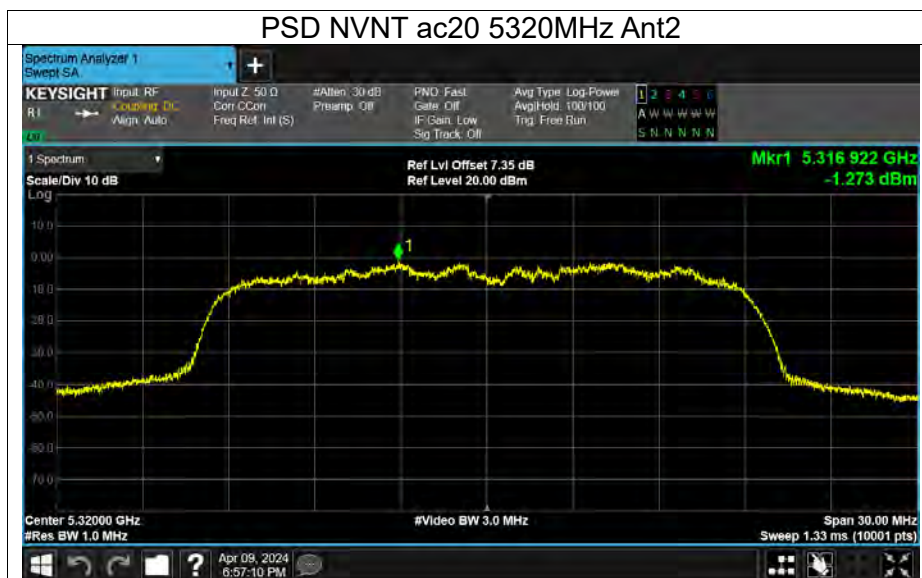 PSD NVNT ac20 5320MHz Ant2
Spectrum Analyzer 1
Swept SA
+
KEYSIGHT Input: RF Input Z: 50 Ω #Atten: 30 dB PNO: Fast Avg Type: Log-Power 1 2 3 4 5 6
Coupling: DC Corr CCorr Preamp: Off Gate: Off Avg|Hold: 100/100 A W W W W W
Align: Auto Freq Ref: Int (S) IF Gain: Low Trig: Free Run
Sig Track: Off S N N N N N
1 Spectrum
Ref Lvl Offset 7.35 dB Mkr1 5.316 922 GHz
Scale/Div 10 dB Ref Level 20.00 dBm -1.273 dBm
Log
10.0
0.00
1
-10.0
-20.0
-30.0
-40.0
-50.0
-60.0
-70.0
Center 5.32000 GHz #Video BW 3.0 MHz Span 30.00 MHz
#Res BW 1.0 MHz Sweep 1.33 ms (10001 pts)
? Apr 09, 2024
6:57:10 PM